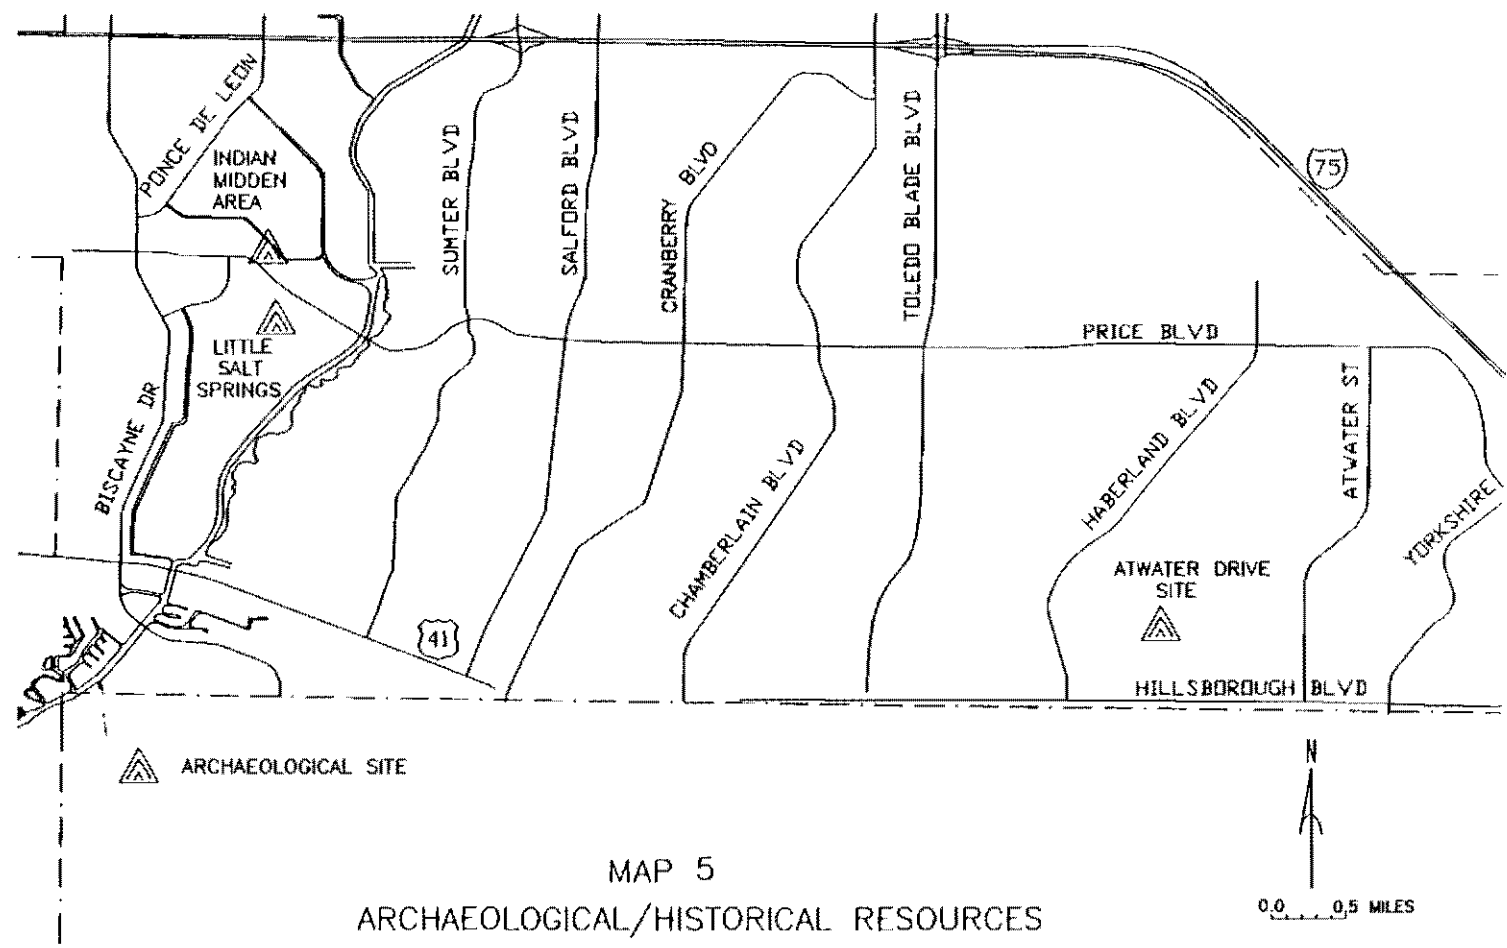 PONCE DE LEON
INDIAN
MIDDEN
AREA
SUMTER BLVD
SALFORD BLVD
CRANBERRY BLVD
TOLEDO BLADE BLVD
75
PRICE BLVD
LITTLE
SALT
SPRINGS
BISCAYNE DR
CHAMBERLAIN BLVD
HABERLAND BLVD
ATWATER ST
YORKSHIRE
ATWATER DRIVE
SITE
41
HILLSBOROUGH BLVD
ARCHAEOLOGICAL SITE
N
MAP 5
ARCHAEOLOGICAL/HISTORICAL RESOURCES
0.0 0.5 MILES